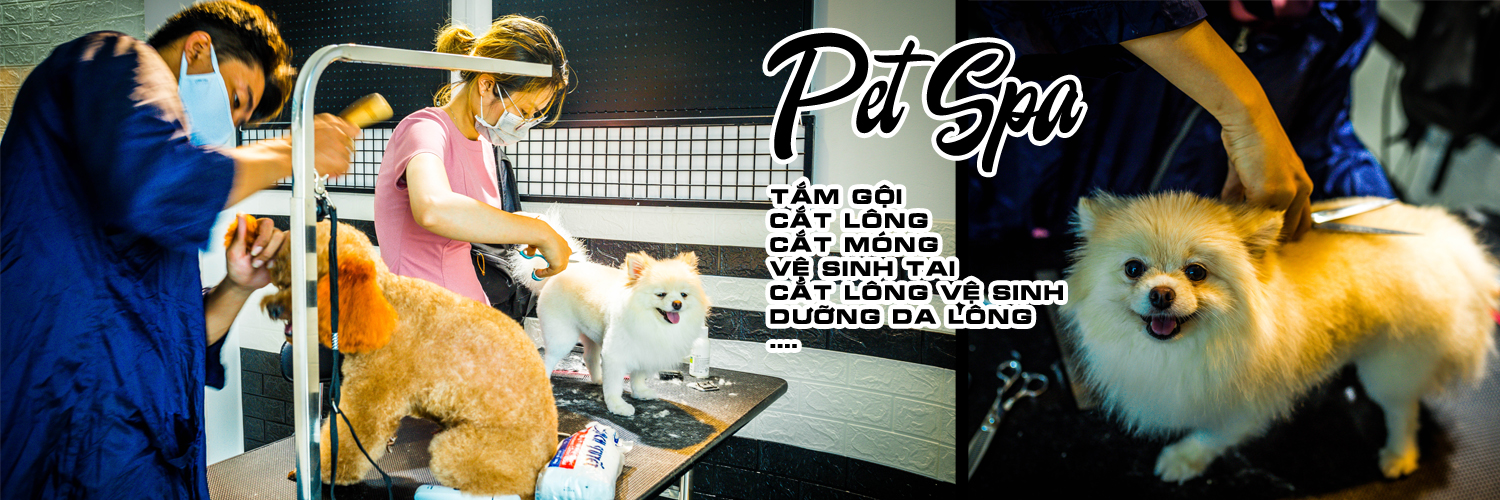 Pet Spa
TẮM GỘI
CẮT LÔNG
CẮT MÓNG
VỆ SINH TAI
CẮT LÔNG VỆ SINH
DƯỠNG DA LÔNG
....